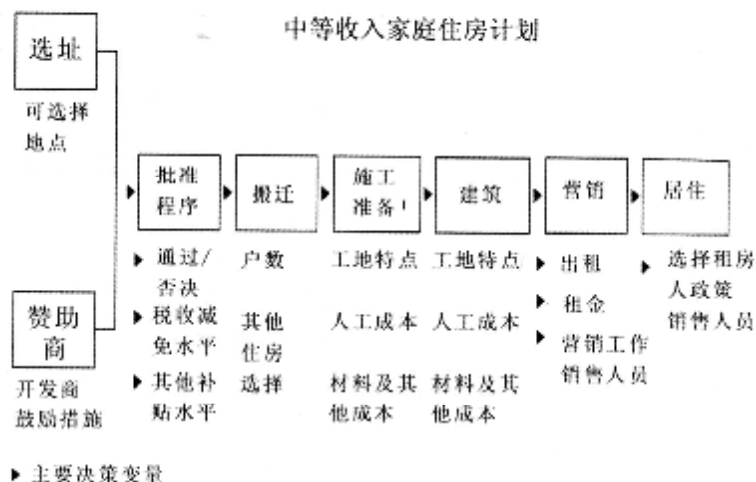 中等收入家庭住房计划
选址
可选择
地点
赞助
商
开发商
鼓励措施
批准
程序
通过/
否决
税收减
免水平
其他补
贴水平
搬迁
户数
其他
住房
选择
施工
准备
工地特点
人工成本
材料及其
他成本
建筑
工地特点
人工成本
材料及其
他成本
营销
出租
租金
营销工作
销售人员
居住
选择租房
人政策
销售人员
主要决策变量